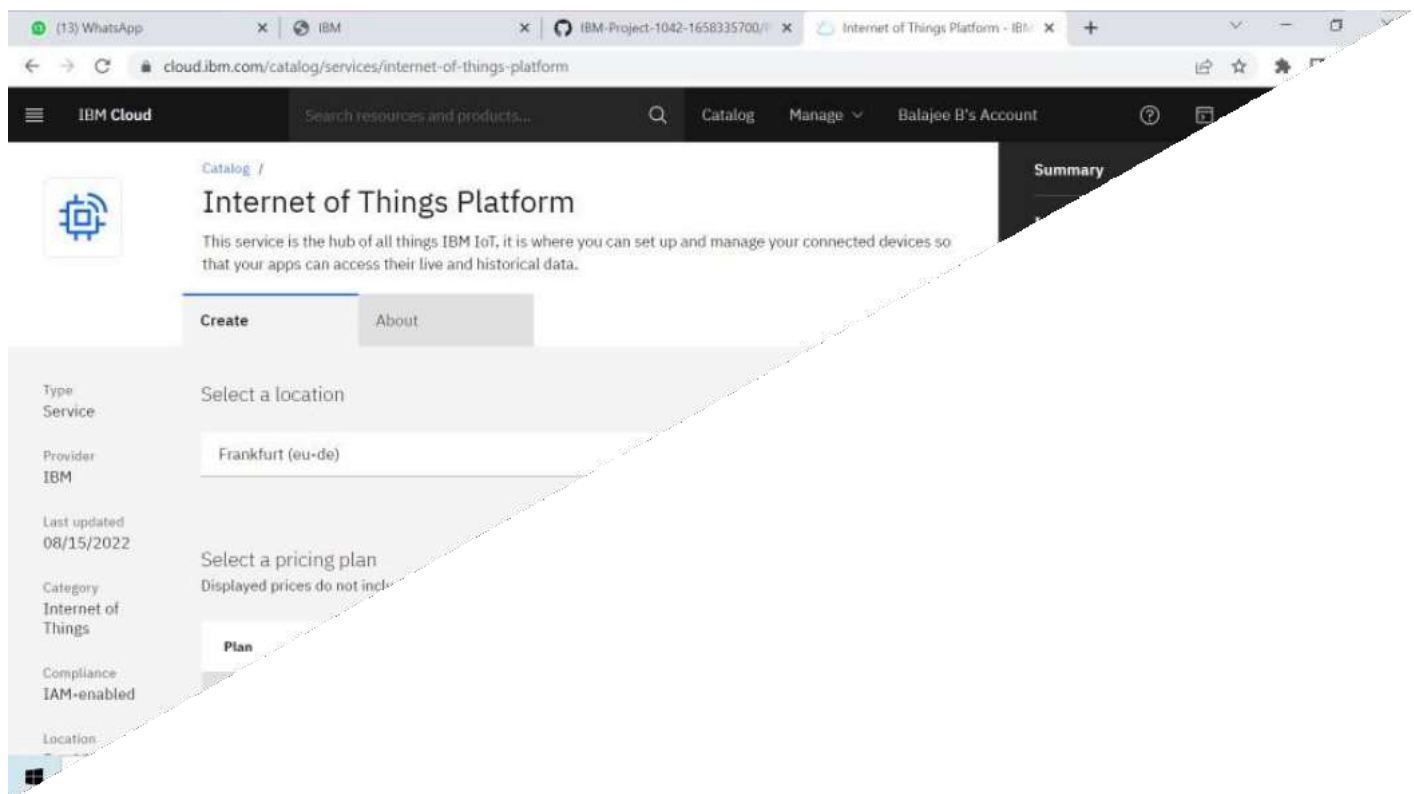 (13) WhatsApp
IBM
IBM-Project-1042-1658335700/
Internet of Things Platform - IBM
cloud.ibm.com/catalog/services/internet-of-things-platform
IBM Cloud
Search resources and products...
Catalog
Manage
Balajee B's Account
Catalog /
Internet of Things Platform
This service is the hub of all things IBM IoT, it is where you can set up and manage your connected devices so
that your apps can access their live and historical data.
Summary
Create
About
Type
Service
Provider
IBM
Last updated
08/15/2022
Category
Internet of
Things
Compliance
IAM-enabled
Location
Select a location
Frankfurt (eu-de)
Select a pricing plan
Displayed prices do not
Plan